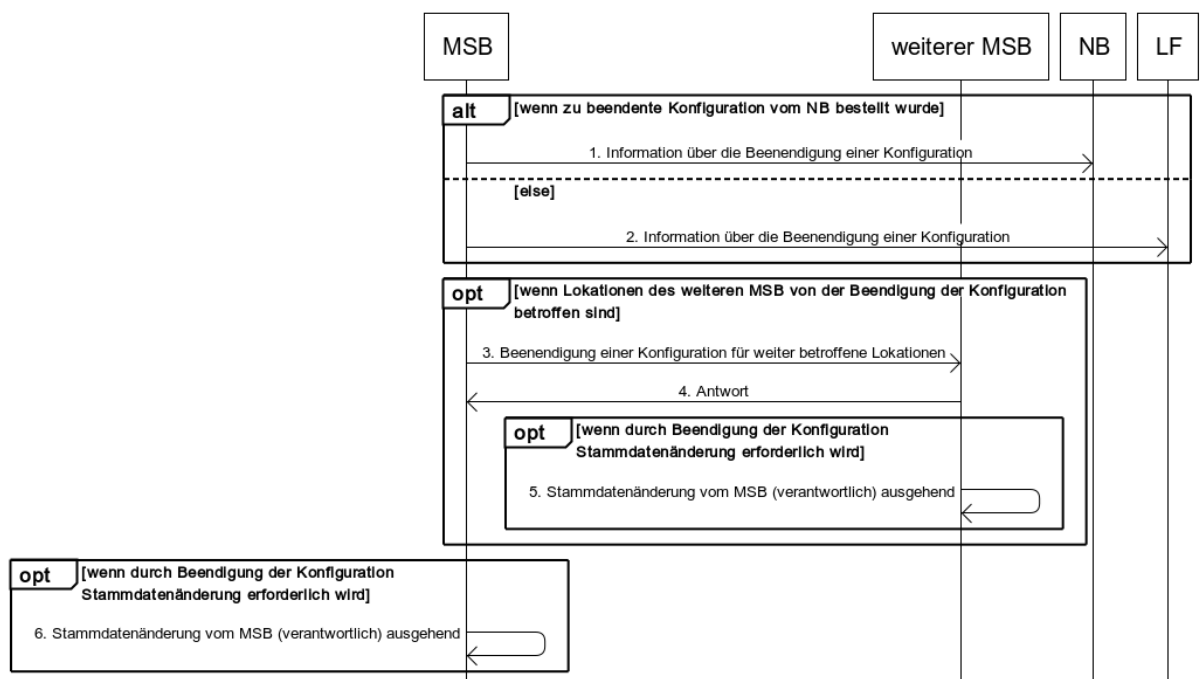 MSB
weiterer MSB
NB
LF
alt
[wenn zu beendente Konfiguration vom NB bestellt wurde]
1. Information über die Beenendigung einer Konfiguration
[else]
2. Information über die Beenendigung einer Konfiguration
opt
[wenn Lokationen des weiteren MSB von der Beendigung der Konfiguration
betroffen sind]
3. Beenendigung einer Konfiguration für weiter betroffene Lokationen
4. Antwort
opt
[wenn durch Beendigung der Konfiguration
Stammdatenänderung erforderlich wird]
5. Stammdatenänderung vom MSB (verantwortlich) ausgehend
opt
[wenn durch Beendigung der Konfiguration
Stammdatenänderung erforderlich wird]
6. Stammdatenänderung vom MSB (verantwortlich) ausgehend